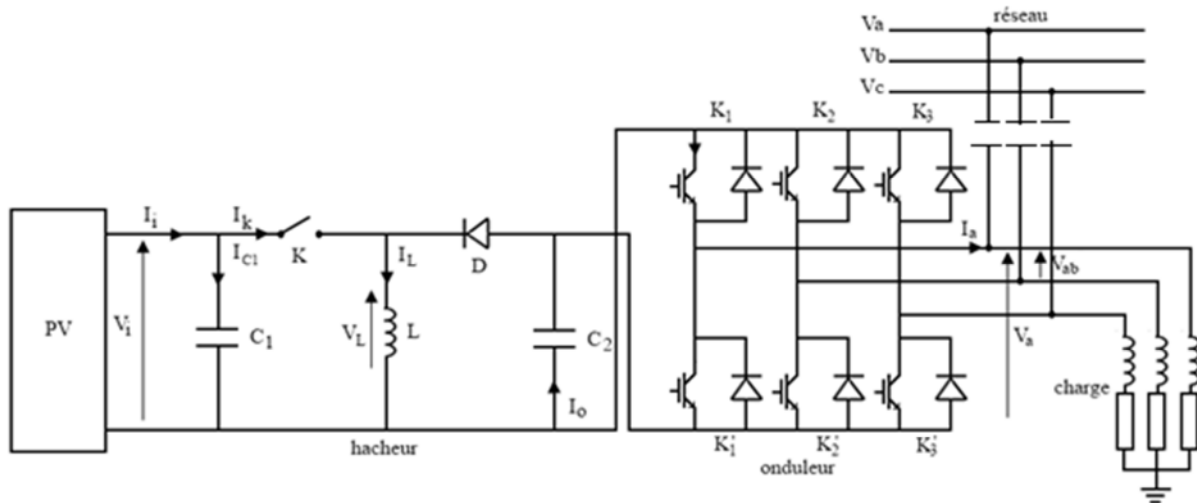 réseau
Va
Vb
Vc
K1 K2 K3
Ii Ik
IC1 K IL D Ia
Vab
PV Vi C1 VL L C2 Va
charge
Io
hacheur K'1 K'2 K'3
onduleur